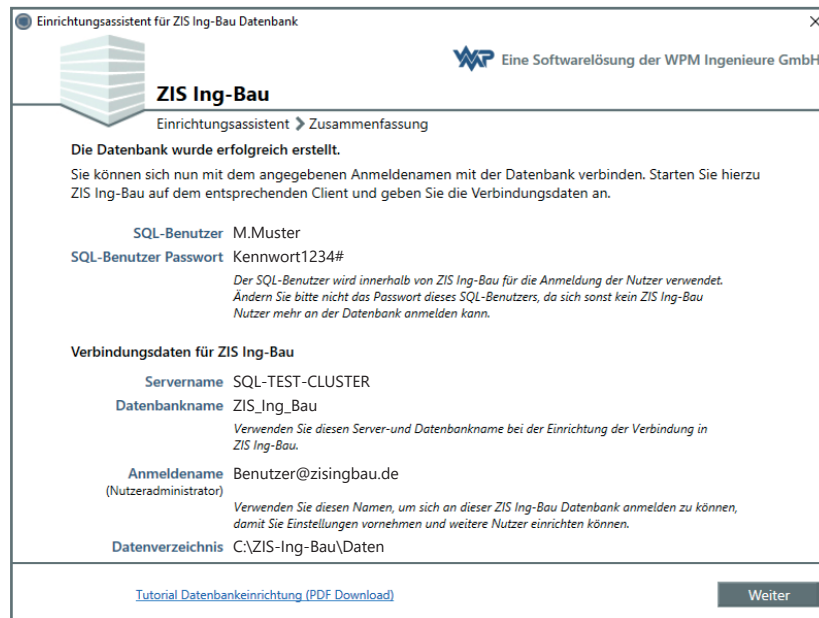 Einrichtungsassistent für ZIS Ing-Bau Datenbank
WMP Eine Softwarelösung der WPM Ingenieure GmbH
ZIS Ing-Bau
Einrichtungsassistent > Zusammenfassung
Die Datenbank wurde erfolgreich erstellt.
Sie können sich nun mit dem angegebenen Anmeldenamen mit der Datenbank verbinden. Starten Sie hierzu
ZIS Ing-Bau auf dem entsprechenden Client und geben Sie die Verbindungsdaten an.
SQL-Benutzer M.Muster
SQL-Benutzer Passwort Kennwort1234#
Der SQL-Benutzer wird innerhalb von ZIS Ing-Bau für die Anmeldung der Nutzer verwendet.
Ändern Sie bitte nicht das Passwort dieses SQL-Benutzers, da sich sonst kein ZIS Ing-Bau
Nutzer mehr an der Datenbank anmelden kann.
Verbindungsdaten für ZIS Ing-Bau
Servername SQL-TEST-CLUSTER
Datenbankname ZIS_Ing_Bau
Verwenden Sie diesen Server-und Datenbankname bei der Einrichtung der Verbindung in
ZIS Ing-Bau.
Anmeldename Benutzer@zisingbau.de
(Nutzeradministrator)
Verwenden Sie diesen Namen, um sich an dieser ZIS Ing-Bau Datenbank anmelden zu können,
damit Sie Einstellungen vornehmen und weitere Nutzer einrichten können.
Datenverzeichnis C:\ZIS-Ing-Bau\Daten
Tutorial Datenbankeinrichtung (PDF Download)
Weiter